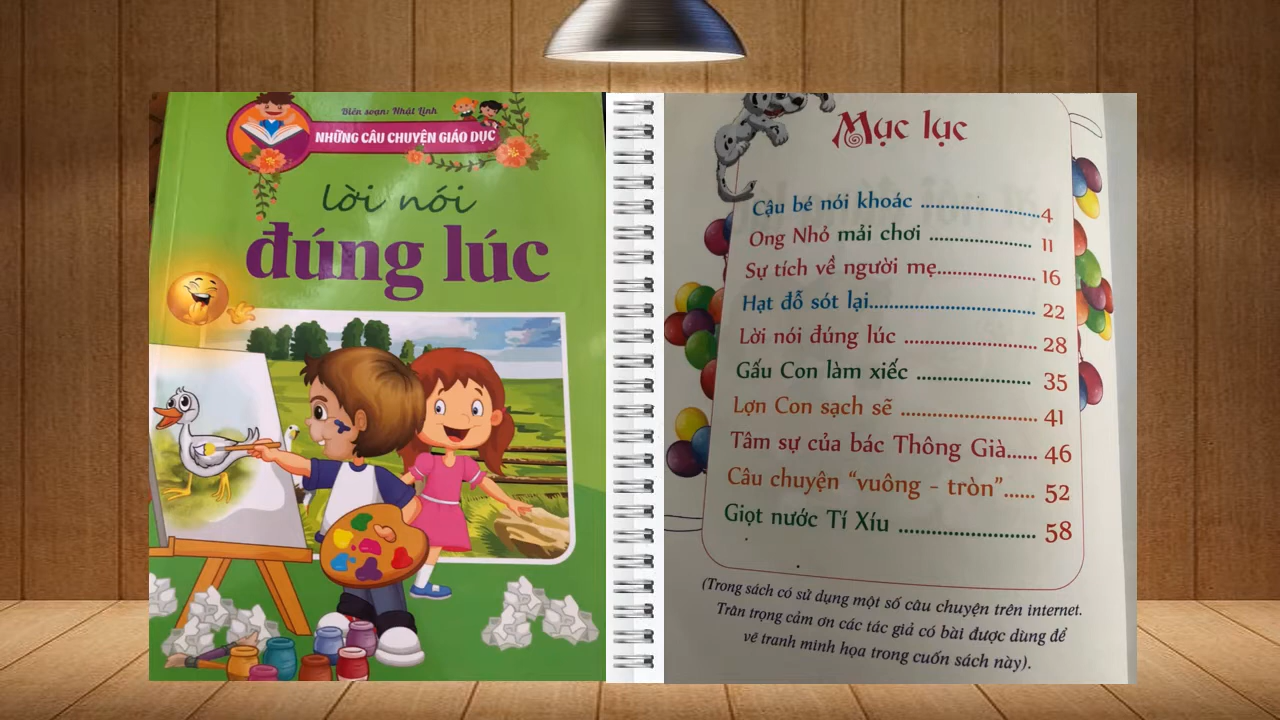 Biên soạn: Nhật Linh
NHỮNG CÂU CHUYỆN GIÁO DỤC
lời nói
đúng lúc
Mục lục
Cậu bé nói khoác ........................4
Ong Nhỏ mải chơi .................... 11
Sự tích về người mẹ................... 16
Hạt đỗ sót lại................................ 22
Lời nói đúng lúc ......................... 28
Gấu Con làm xiếc ...................... 35
Lợn Con sạch sẽ .......................... 41
Tâm sự của bác Thông Già...... 46
Câu chuyện “vuông - tròn”...... 52
Giọt nước Tí Xíu .......................... 58
(Trong sách có sử dụng một số câu chuyện trên internet.
Trân trọng cảm ơn các tác giả có bài được dùng để
vẽ tranh minh họa trong cuốn sách này).